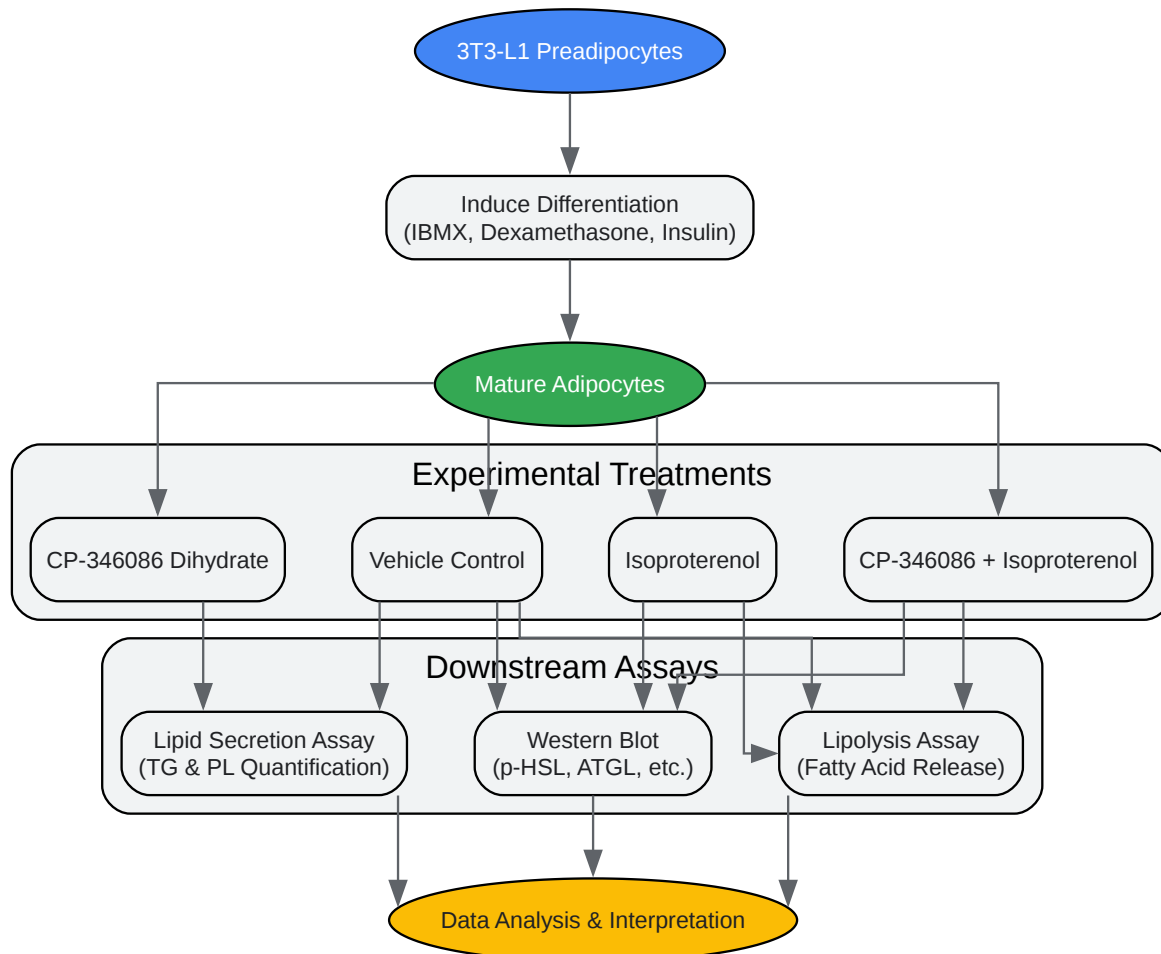 3T3-L1 Preadipocytes
Induce Differentiation
(IBMX, Dexamethasone, Insulin)
Mature Adipocytes
Experimental Treatments
CP-346086 Dihydrate
Vehicle Control
Isoproterenol
CP-346086 + Isoproterenol
Downstream Assays
Lipid Secretion Assay
(TG & PL Quantification)
Western Blot
(p-HSL, ATGL, etc.)
Lipolysis Assay
(Fatty Acid Release)
Data Analysis & Interpretation